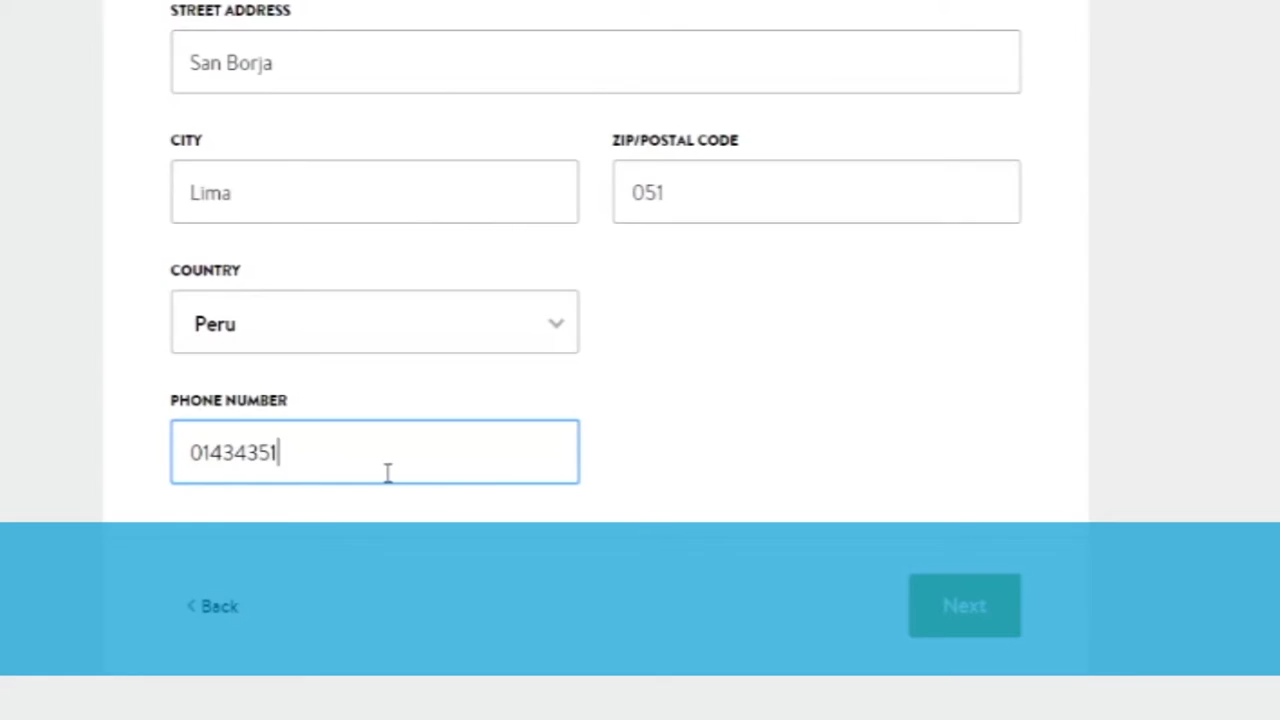 STREET ADDRESS
San Borja
CITY
ZIP/POSTAL CODE
Lima
051
COUNTRY
Peru
PHONE NUMBER
01434351
< Back
Next